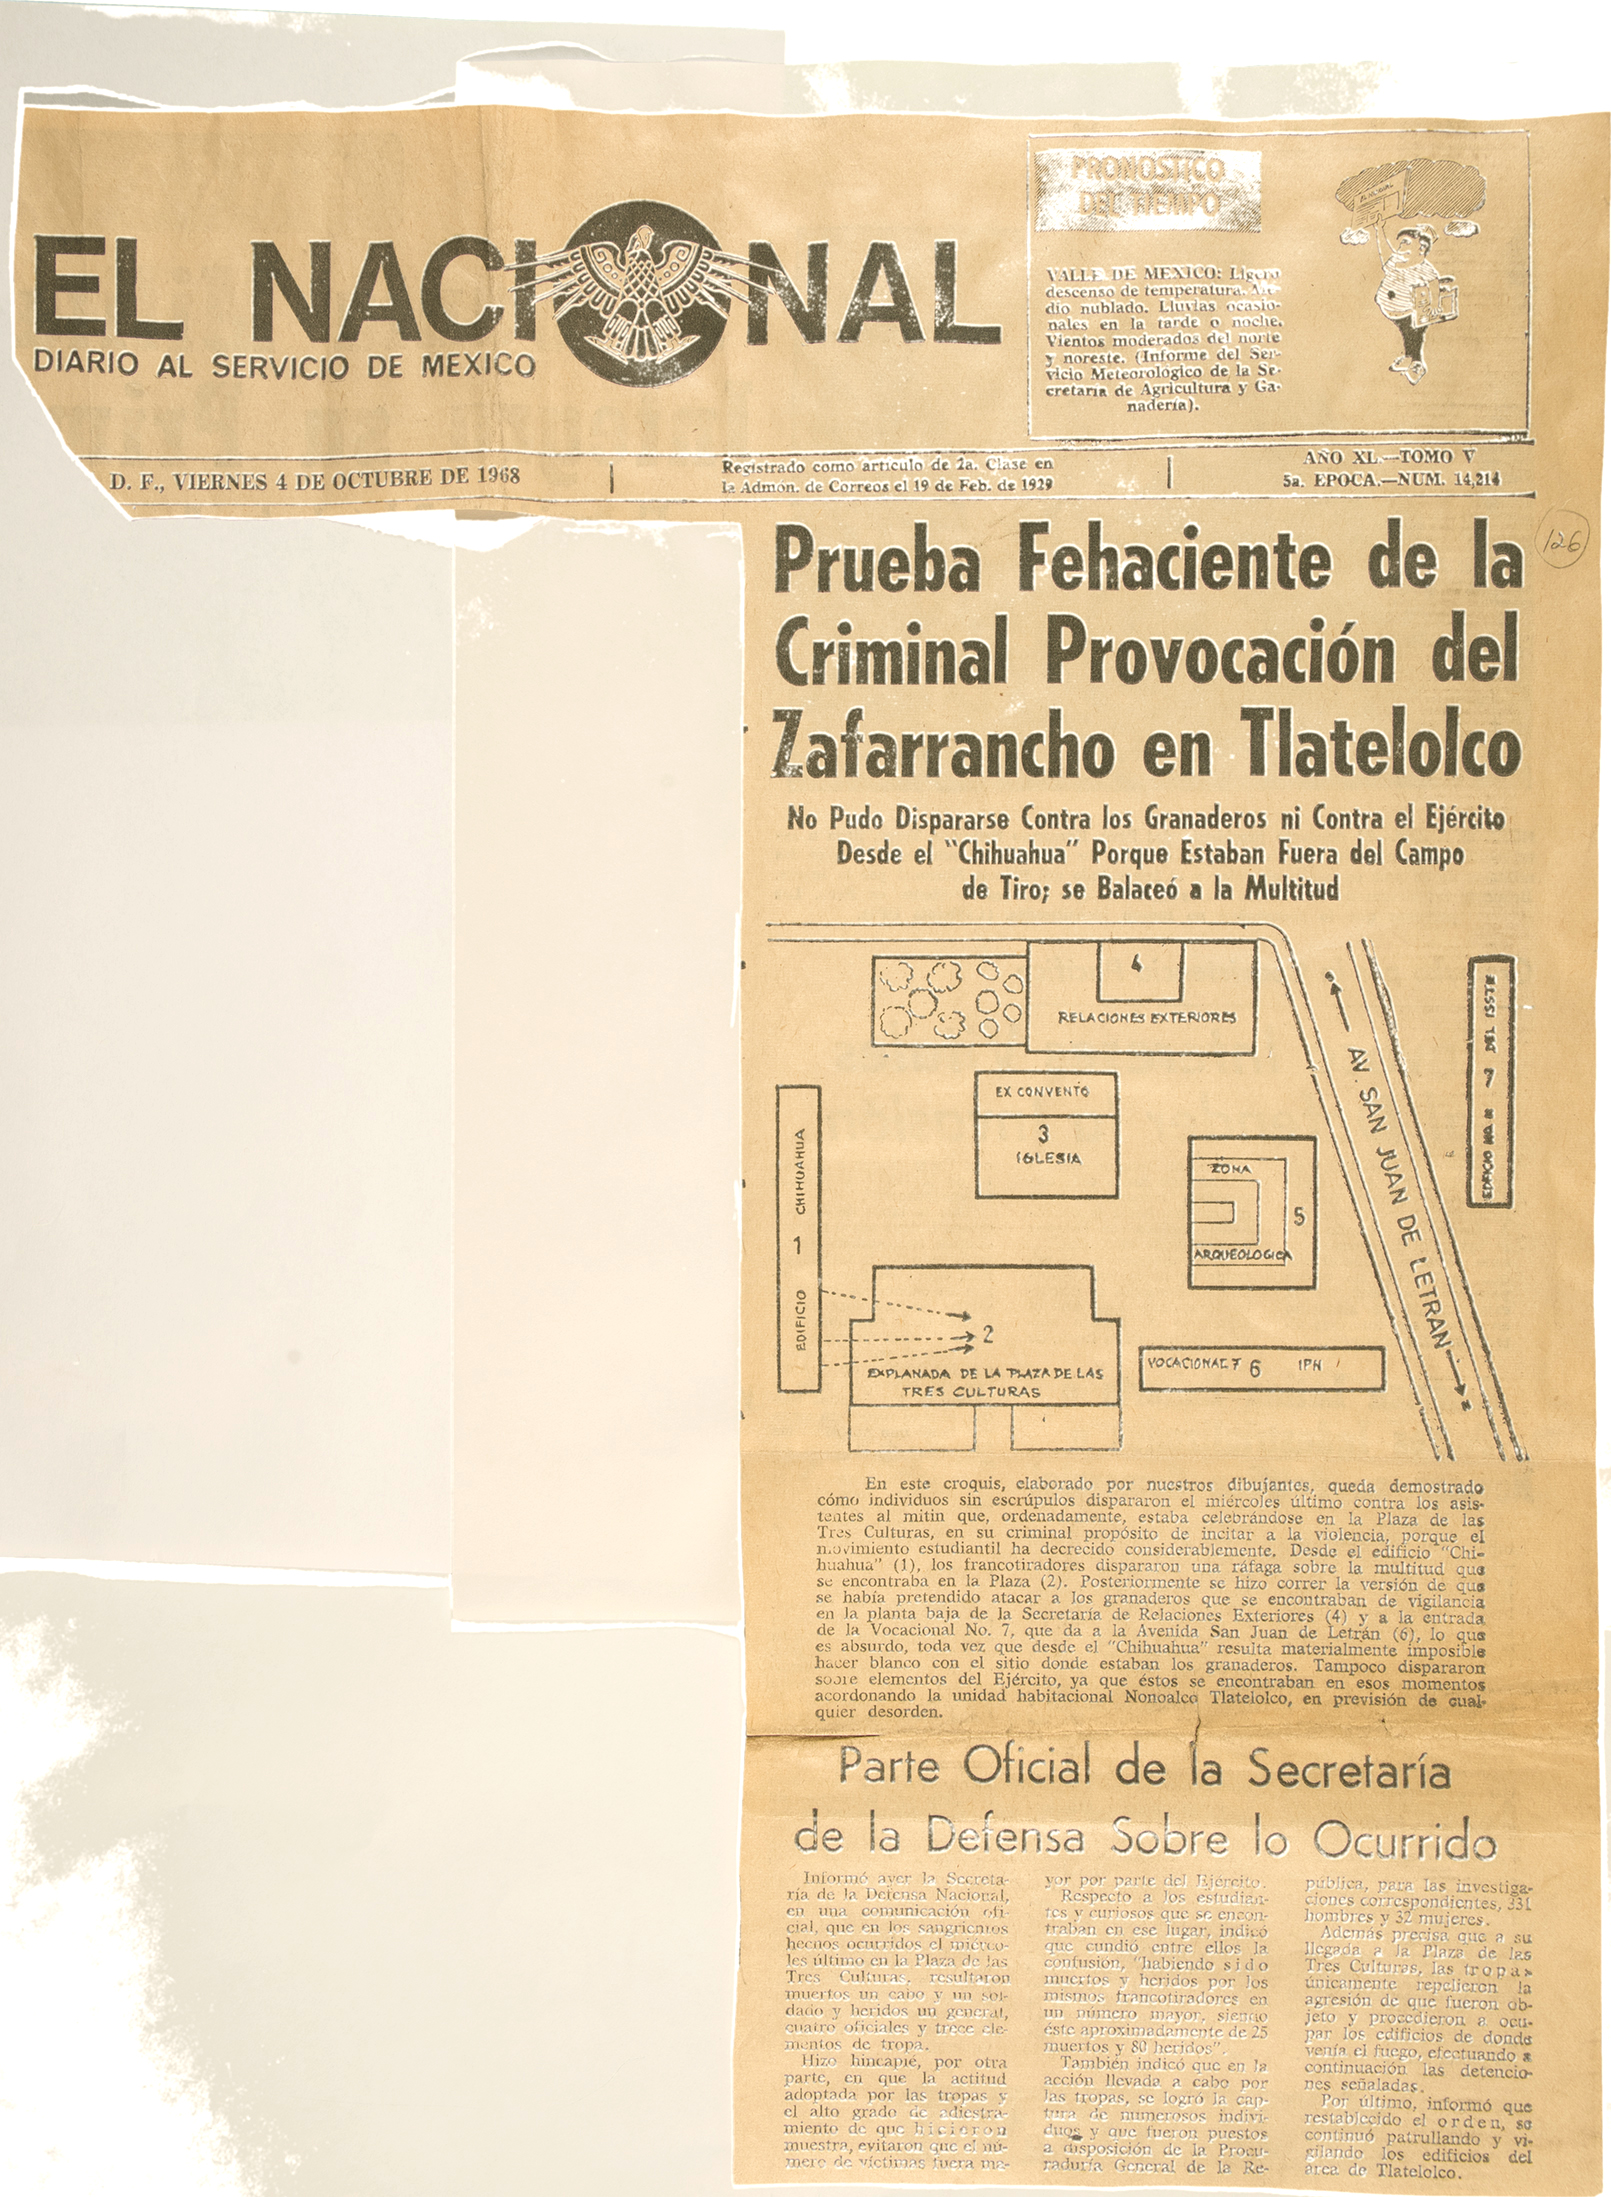 EL NACIONAL
DIARIO AL SERVICIO DE MEXICO
PRONOSTICO
DEL TIEMPO
EL NACIONAL
VALLE DE MEXICO: Ligero
descenso de temperatura. Me-
dio nublado. Lluvias ocasio-
nales en la tarde o noche.
Vientos moderados del norte
y noreste. (Informe del Ser-
vicio Meteorológico de la Se-
cretaría de Agricultura y Ga-
nadería).
D. F., VIERNES 4 DE OCTUBRE DE 1968
Registrado como artículo de 2a. Clase en
la Admón. de Correos el 19 de Feb. de 1929
AÑO XL.—TOMO V
5a. EPOCA.—NUM. 14,214
126
Prueba Fehaciente de la
Criminal Provocación del
Zafarrancho en Tlatelolco
No Pudo Dispararse Contra los Granaderos ni Contra el Ejército
Desde el "Chihuahua" Porque Estaban Fuera del Campo
de Tiro; se Balaceó a la Multitud
4
RELACIONES EXTERIORES
EX CONVENTO
3
IGLESIA
EDIFICIO 1 CHIHUAHUA
ZONA
5
ARQUEOLOGICA
AV. SAN JUAN DE LETRAN
EDIFICIO NO. 7 DEL ISSSTE
2
EXPLANADA DE LA PLAZA DE LAS
TRES CULTURAS
VOCACIONAL 7 6 IPN
En este croquis, elaborado por nuestros dibujantes, queda demostrado
cómo individuos sin escrúpulos dispararon el miércoles último contra los asis-
tentes al mitin que, ordenadamente, estaba celebrándose en la Plaza de las
Tres Culturas, en su criminal propósito de incitar a la violencia, porque el
movimiento estudiantil ha decrecido considerablemente. Desde el edificio "Chi-
huahua" (1), los francotiradores dispararon una ráfaga sobre la multitud que
se encontraba en la Plaza (2). Posteriormente se hizo correr la versión de que
se había pretendido atacar a los granaderos que se encontraban de vigilancia
en la planta baja de la Secretaría de Relaciones Exteriores (4) y a la entrada
de la Vocacional No. 7, que da a la Avenida San Juan de Letrán (6), lo que
es absurdo, toda vez que desde el "Chihuahua" resulta materialmente imposible
hacer blanco con el sitio donde estaban los granaderos. Tampoco dispararon
sobre elementos del Ejército, ya que éstos se encontraban en esos momentos
acordonando la unidad habitacional Nonoalco Tlatelolco, en previsión de cual-
quier desorden.
Parte Oficial de la Secretaría
de la Defensa Sobre lo Ocurrido
Informó ayer la Secreta-
ría de la Defensa Nacional,
en una comunicación ofi-
cial, que en los sangrientos
hechos ocurridos el miérco-
les último en la Plaza de las
Tres Culturas, resultaron
muertos un cabo y un sol-
dado y heridos un general,
cuatro oficiales y trece ele-
mentos de tropa.
Hizo hincapié, por otra
parte, en que la actitud
adoptada por las tropas y
el alto grado de adiestra-
miento de que hicieron
muestra, evitaron que el nú-
mero de víctimas fuera ma-
yor por parte del Ejército.
Respecto a los estudian-
tes y curiosos que se encon-
traban en ese lugar, indicó
que cundió entre ellos la
confusión, "habiendo sido
muertos y heridos por los
mismos francotiradores en
un número mayor, siendo
éste aproximadamente de 25
muertos y 80 heridos".
También indicó que en la
acción llevada a cabo por
las tropas, se logró la cap-
tura de numerosos indivi-
duos y que fueron puestos
a disposición de la Procu-
raduría General de la Re-
pública, para las investiga-
ciones correspondientes, 331
hombres y 32 mujeres.
Además precisa que a su
llegada a la Plaza de las
Tres Culturas, las tropas
únicamente repelieron la
agresión de que fueron ob-
jeto y procedieron a ocu-
par los edificios de donde
venía el fuego, efectuando a
continuación las detencio-
nes señaladas.
Por último, informó que
restablecido el orden, se
continuó patrullando y vi-
gilando los edificios del
área de Tlatelolco.